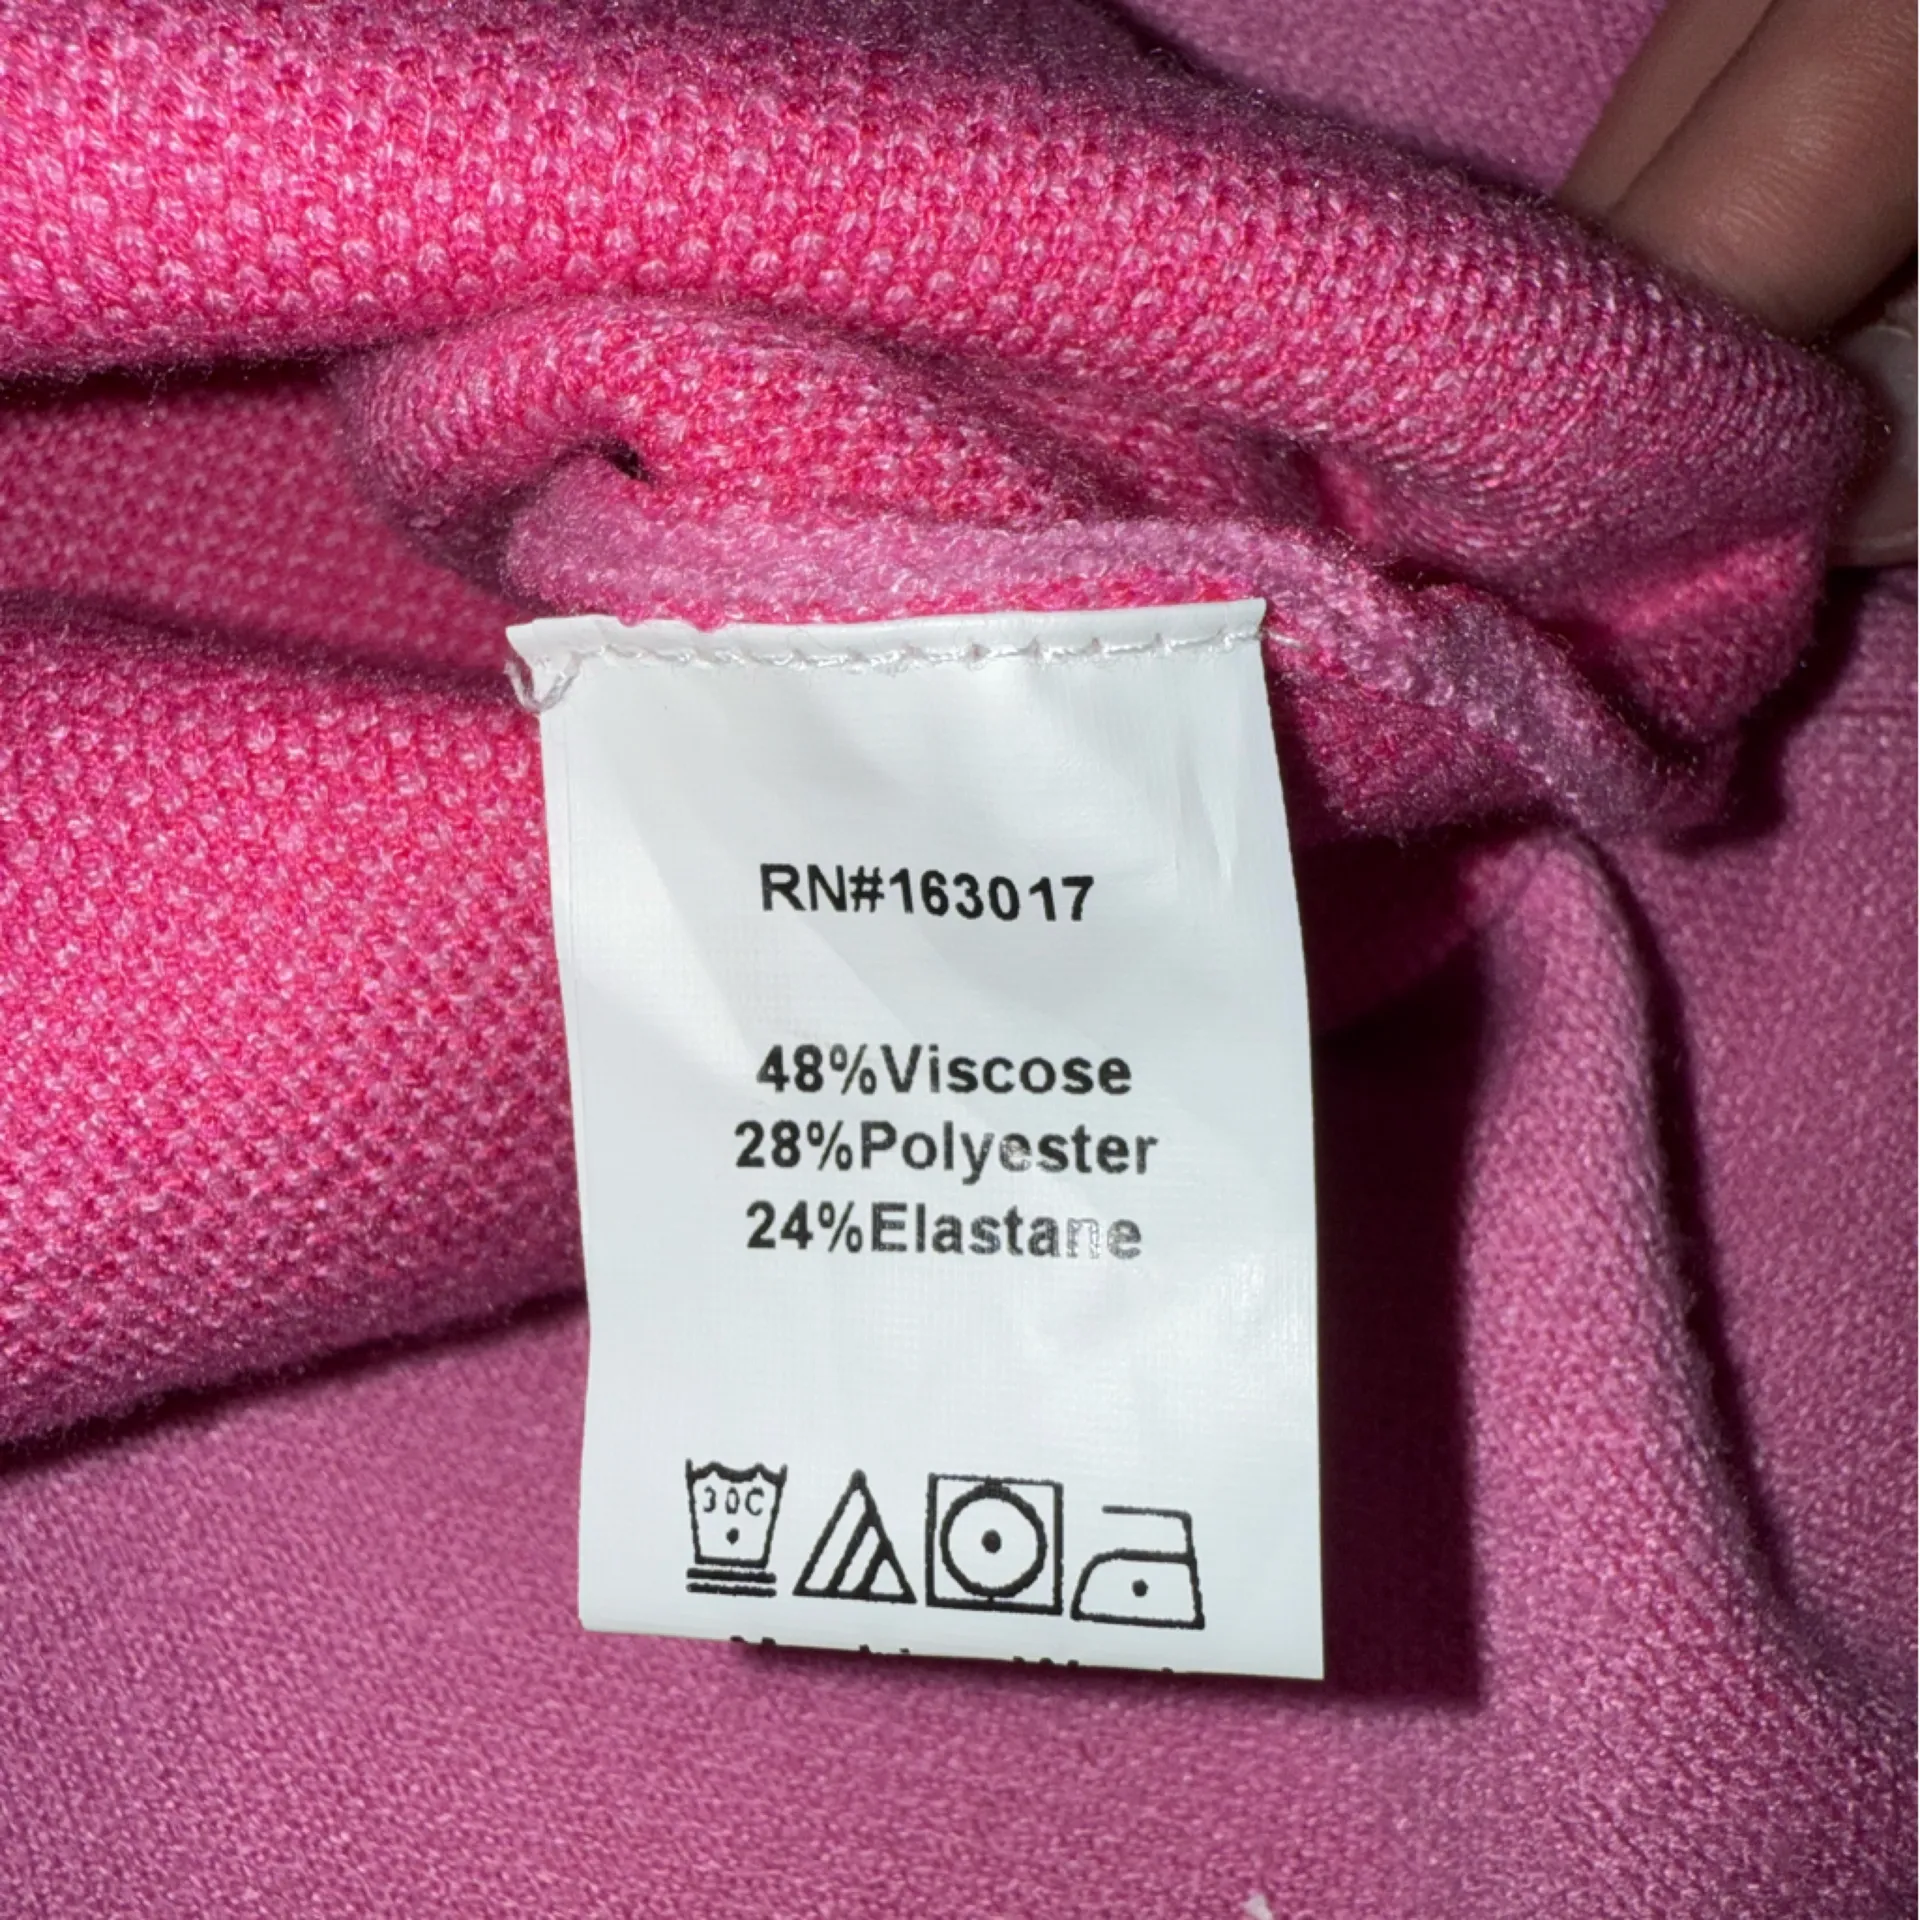 RN#163017
48%Viscose
28%Polyester
24%Elastane
30C